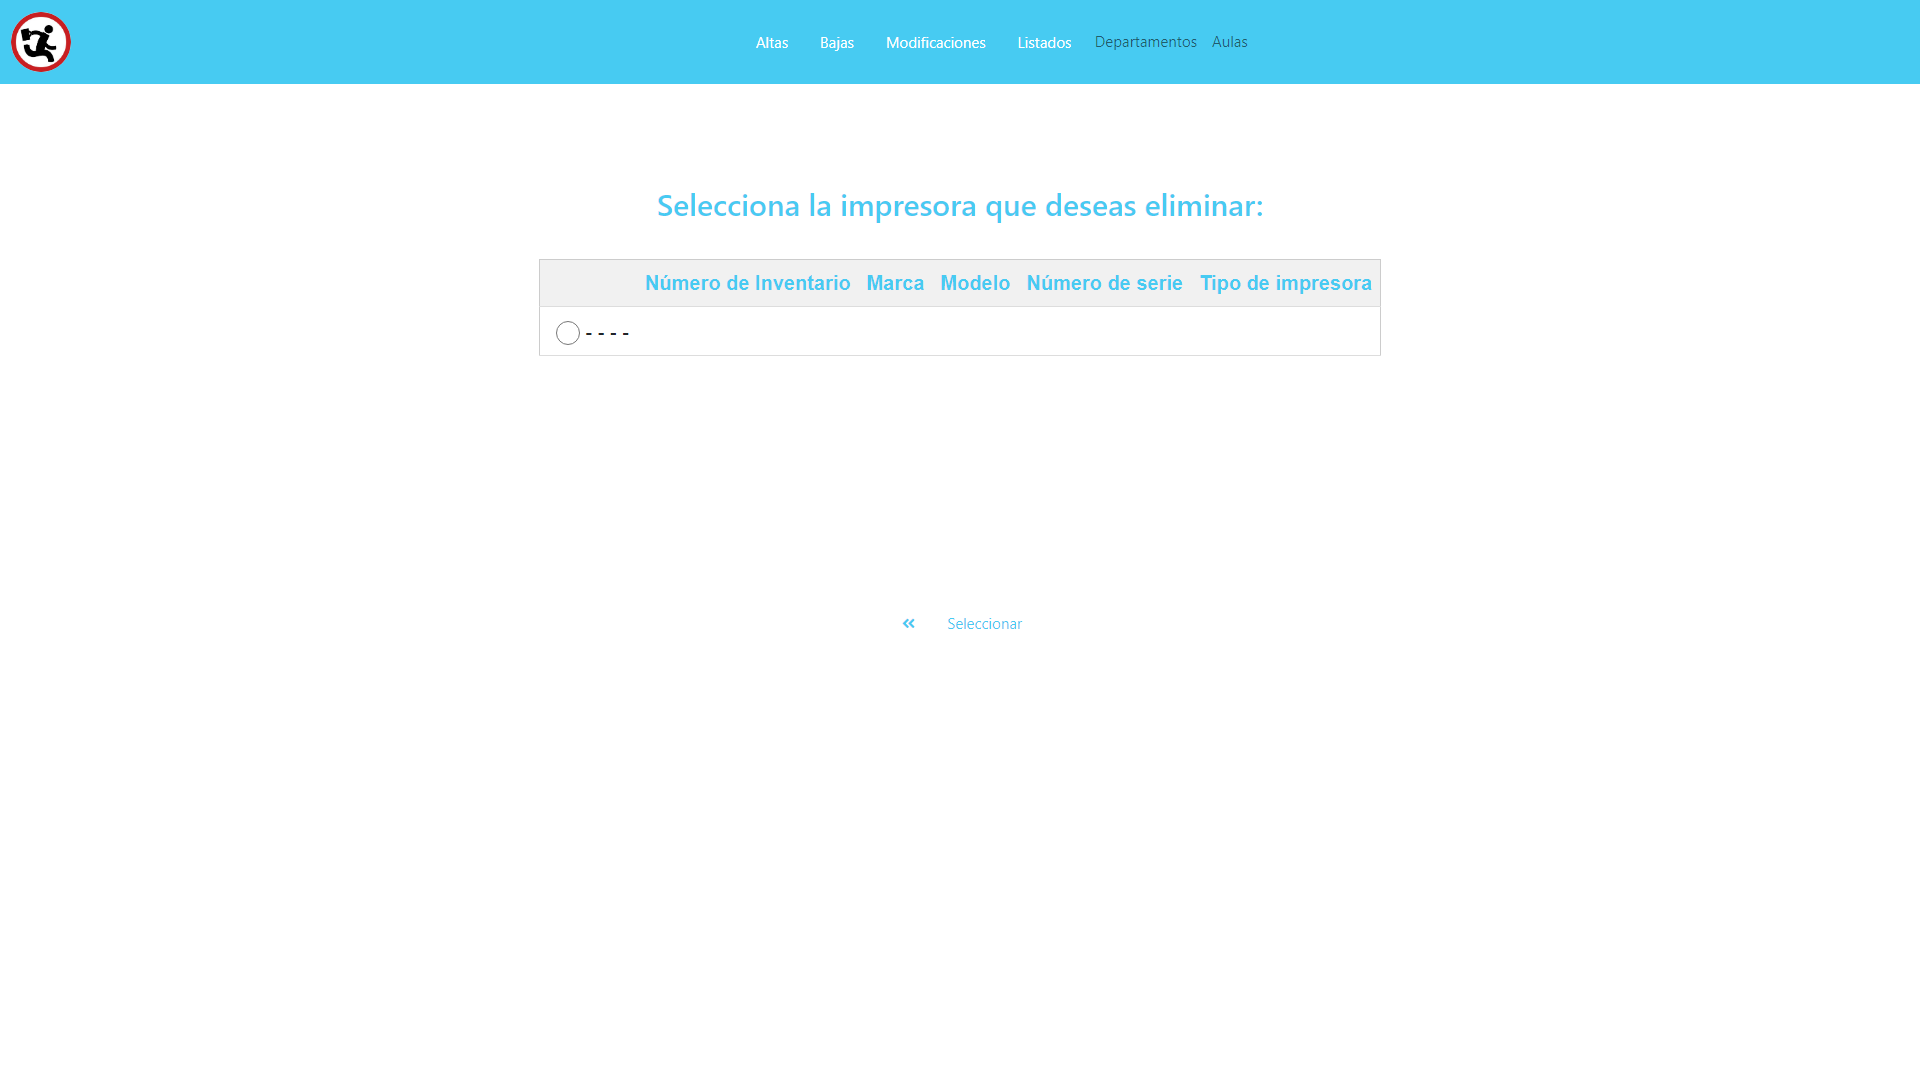 Altas Bajas Modificaciones Listados Departamentos Aulas
Selecciona la impresora que deseas eliminar:
Número de Inventario Marca Modelo Número de serie Tipo de impresora
- - - -
« Seleccionar